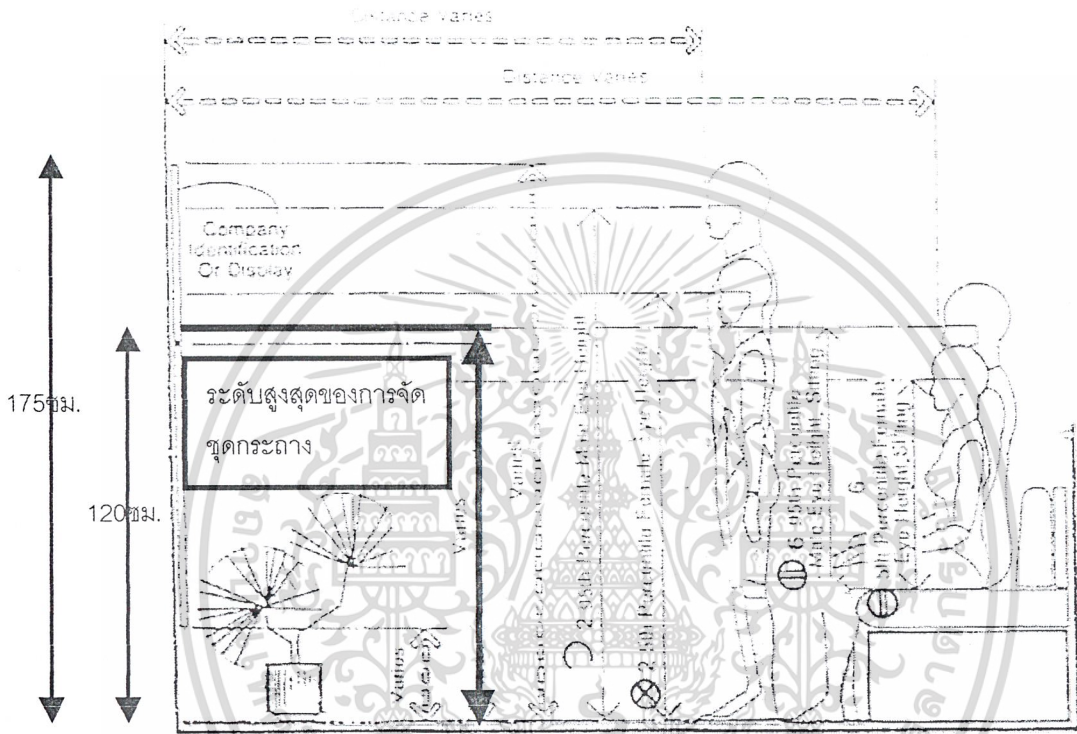 Distance Varies
Distance Varies
Company
Identification
Or Display
175ซม.
ระดับสูงสุดของการจัด
ชุดกระถาง
120ซม.
Varies
Varies
Varies
2 95th Percentile Male Eye Height
2 5th Percentile Female Eye Height
6 95th Percentile
Male Eye Height Sitting
6
5th Percentile Female
Eye Height Sitting